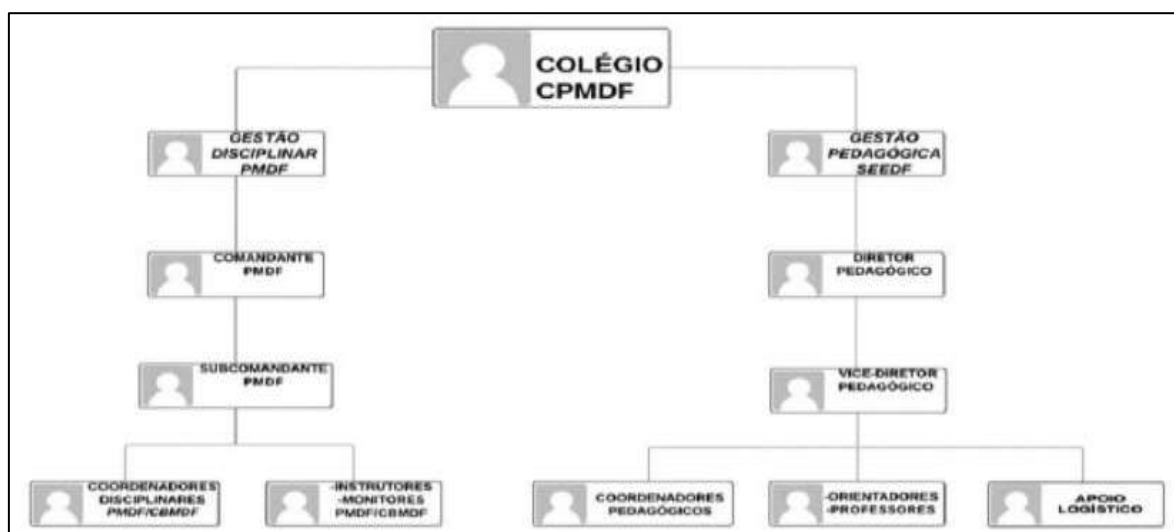 COLÉGIO
CPMDF
GESTÃO
DISCIPLINAR
PMDF
GESTÃO
PEDAGÓGICA
SEEDF
COMANDANTE
PMDF
DIRETOR
PEDAGÓGICO
SUBCOMANDANTE
PMDF
VICE-DIRETOR
PEDAGÓGICO
COORDENADORES
DISCIPLINARES
PMDF/CBMDF
-INSTRUTORES
-MONITORES
PMDF/CBMDF
COORDENADORES
PEDAGÓGICOS
-ORIENTADORES
-PROFESSORES
APOIO
LOGÍSTICO